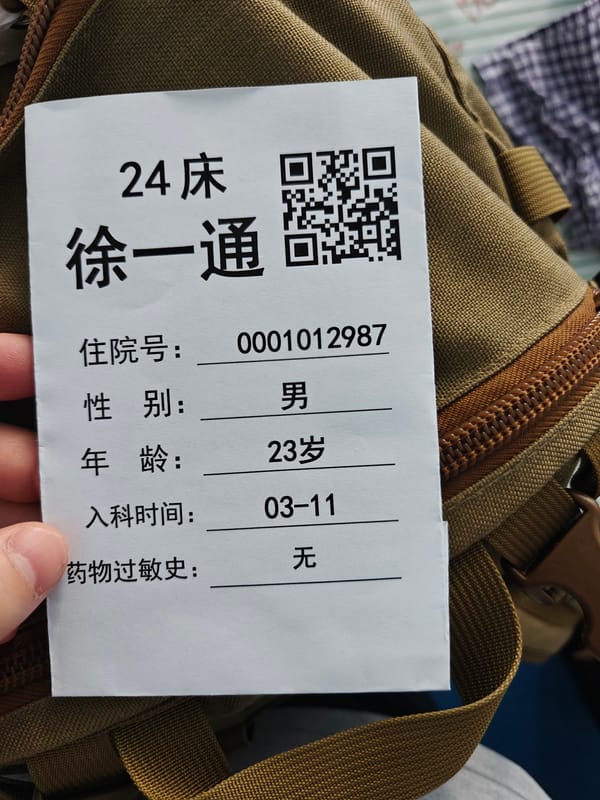 24床
徐一通
住院号： 0001012987
性 别： 男
年 龄： 23岁
入科时间： 03-11
药物过敏史： 无